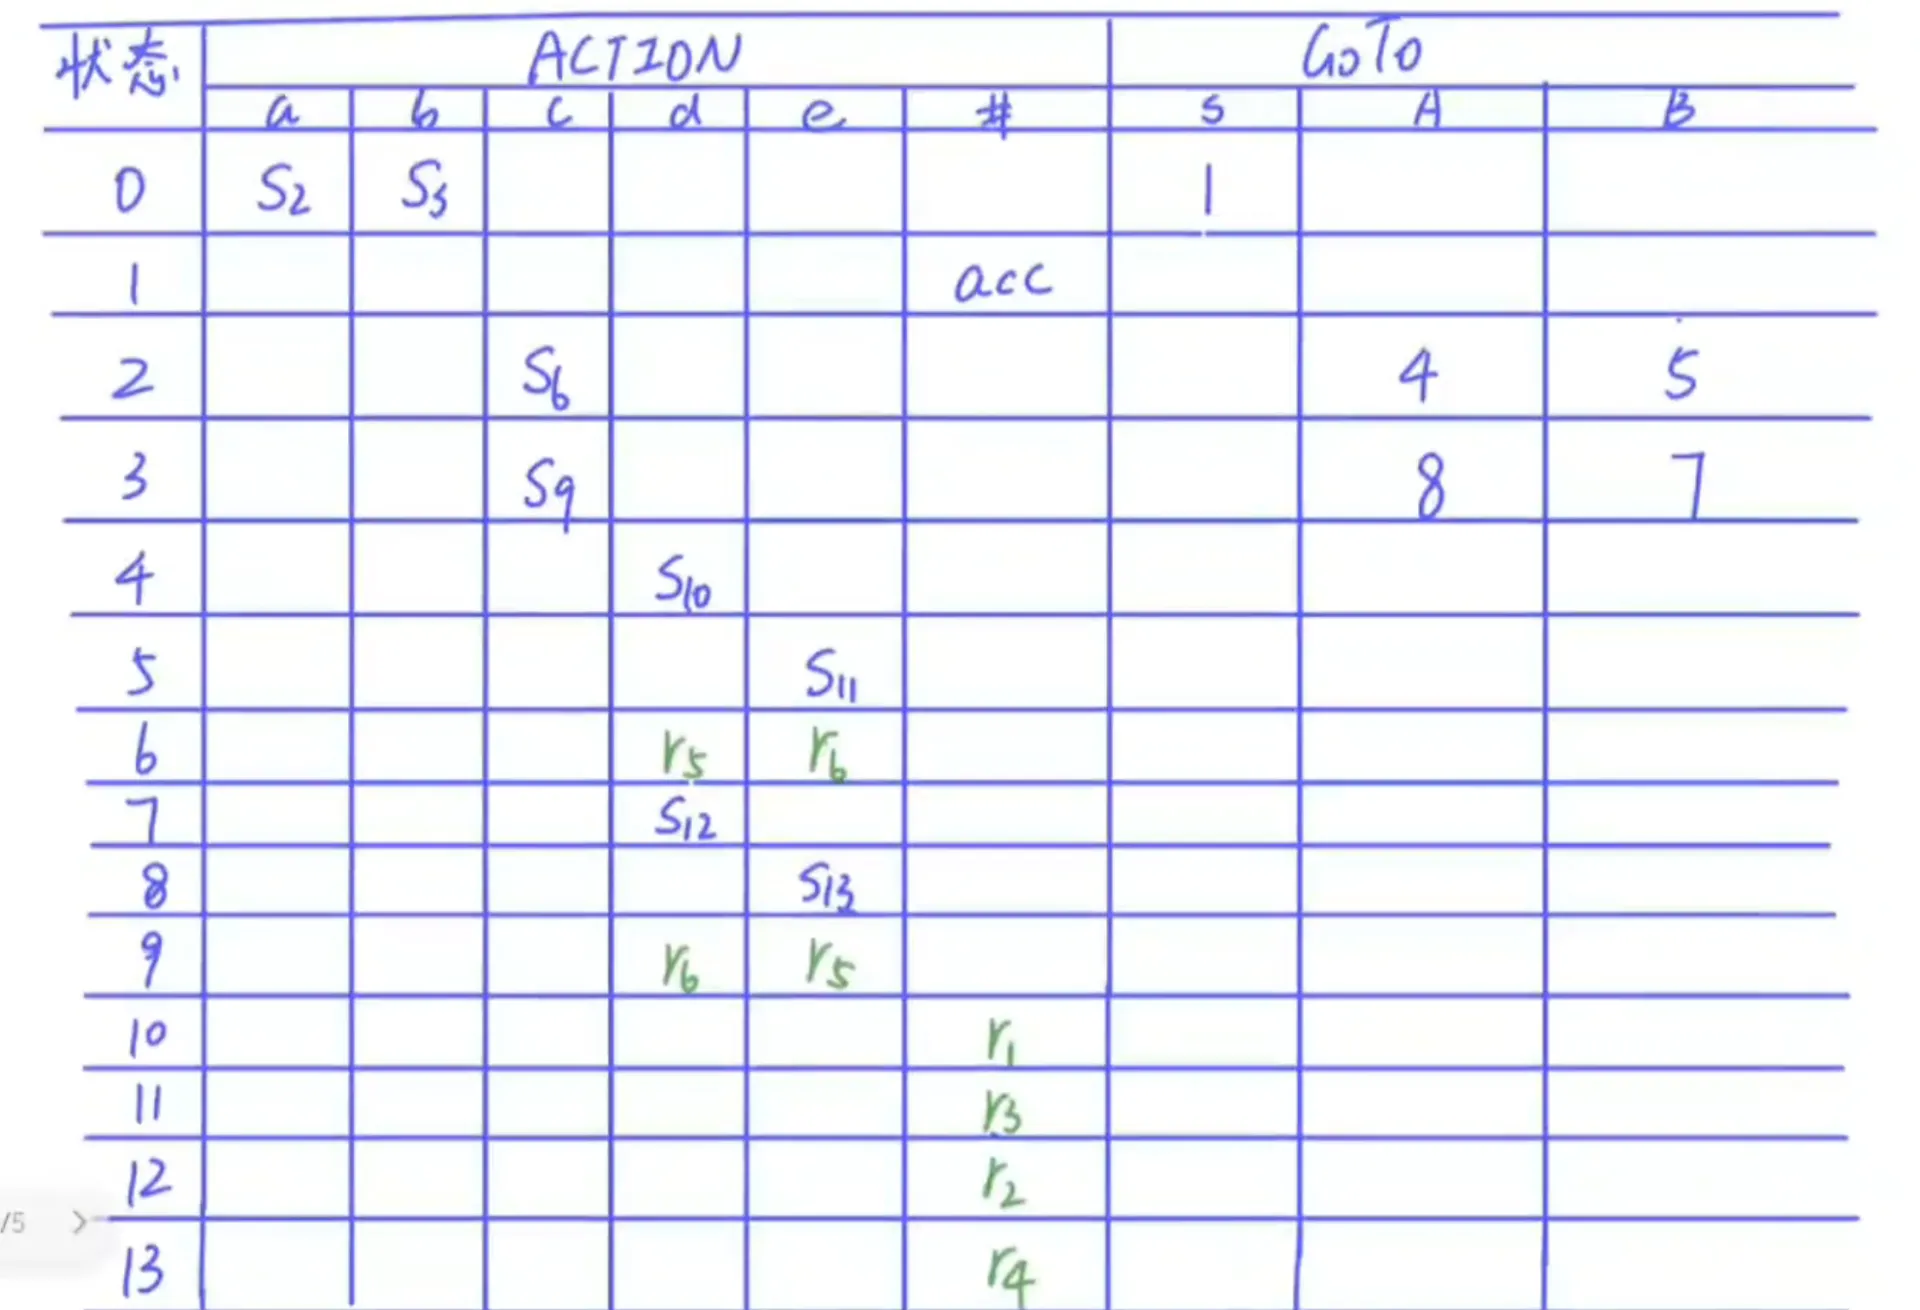 状态 ACTION GoTo
a b c d e # S A B
0 S2 S3 1
1 acc
2 S6 4 5
3 S9 8 7
4 S10
5 S11
6 r5 r6
7 S12
8 S13
9 r6 r5
10 r1
11 r3
12 r2
/5 >
13 r4